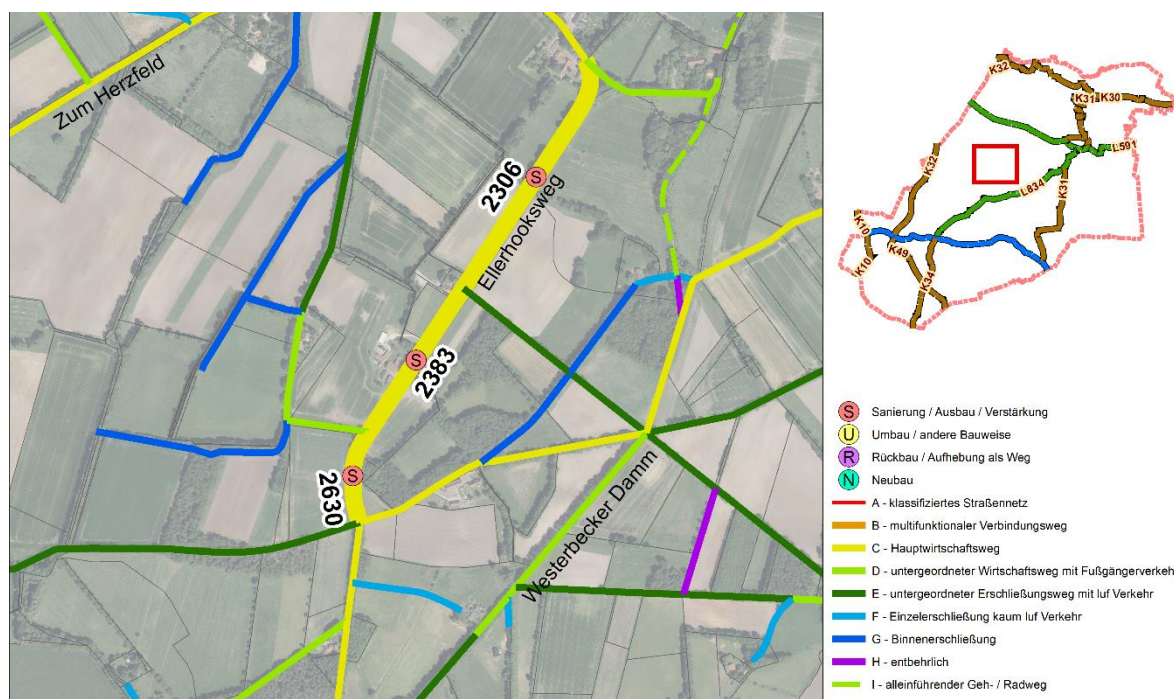 Zum Herzfeld
S
2306
Ellerhooksweg
S
2383
S
2630
Westerbecker Damm
K32
K31
K30
K32
L591
L834
K31
K10
K10
K49
K34
S Sanierung / Ausbau / Verstärkung
U Umbau / andere Bauweise
R Rückbau / Aufhebung als Weg
N Neubau
A - klassifiziertes Straßennetz
B - multifunktionaler Verbindungsweg
C - Hauptwirtschaftsweg
D - untergeordneter Wirtschaftsweg mit Fußgängerverkeh
E - untergeordneter Erschließungsweg mit luf Verkehr
F - Einzelerschließung kaum luf Verkehr
G - Binnenerschließung
H - entbehrlich
I - alleinführender Geh- / Radweg